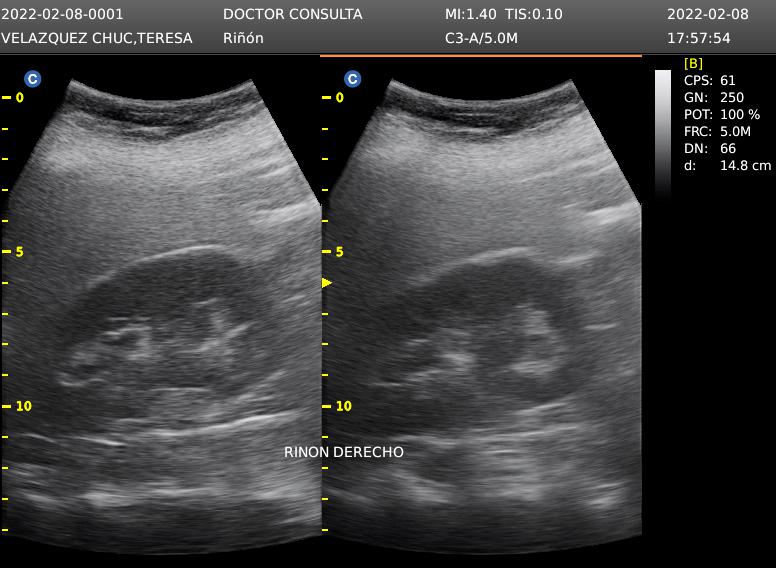 2022-02-08-0001 DOCTOR CONSULTA MI:1.40 TIS:0.10 2022-02-08
VELAZQUEZ CHUC,TERESA Riñón C3-A/5.0M 17:57:54
[B]
C C
CPS: 61
0 0
GN: 250
POT: 100 %
FRC: 5.0M
DN: 66
d: 14.8 cm
5 5
10 10
RINON DERECHO